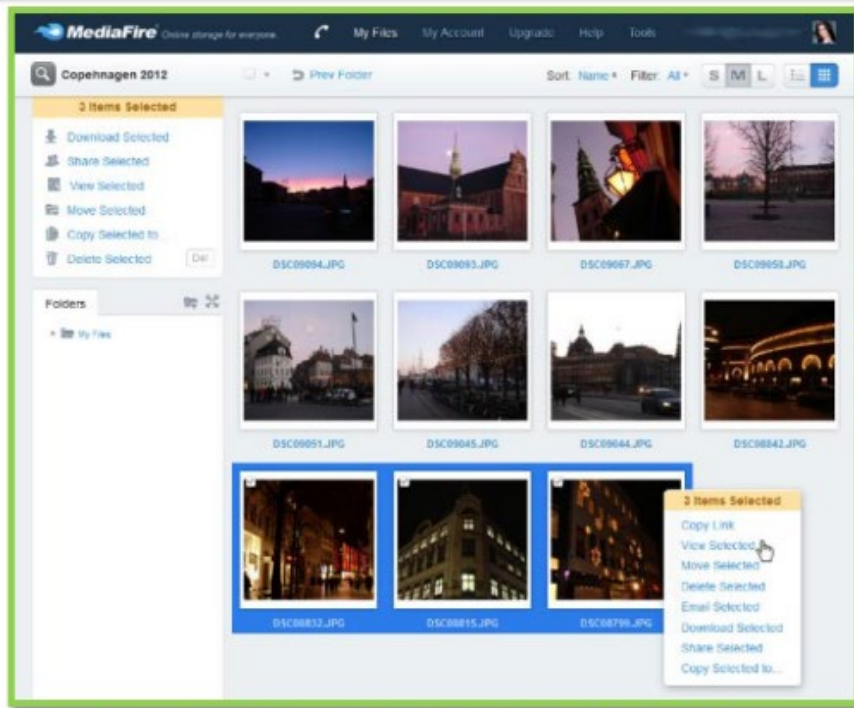 MediaFire Online storage for everyone.
My Files My Account Upgrade Help Tools
Copehnagen 2012
Prev Folder
Sort: Name
Filter: All
S M L
3 Items Selected
Download Selected
Share Selected
View Selected
Move Selected
Copy Selected to...
Delete Selected Del
Folders
My Files
DSC09094.JPG DSC09093.JPG DSC09067.JPG DSC09058.JPG
DSC09051.JPG DSC09045.JPG DSC09044.JPG DSC08842.JPG
DSC08832.JPG DSC08815.JPG DSC08799.JPG
3 Items Selected
Copy Link
View Selected
Move Selected
Delete Selected
Email Selected
Download Selected
Share Selected
Copy Selected to...